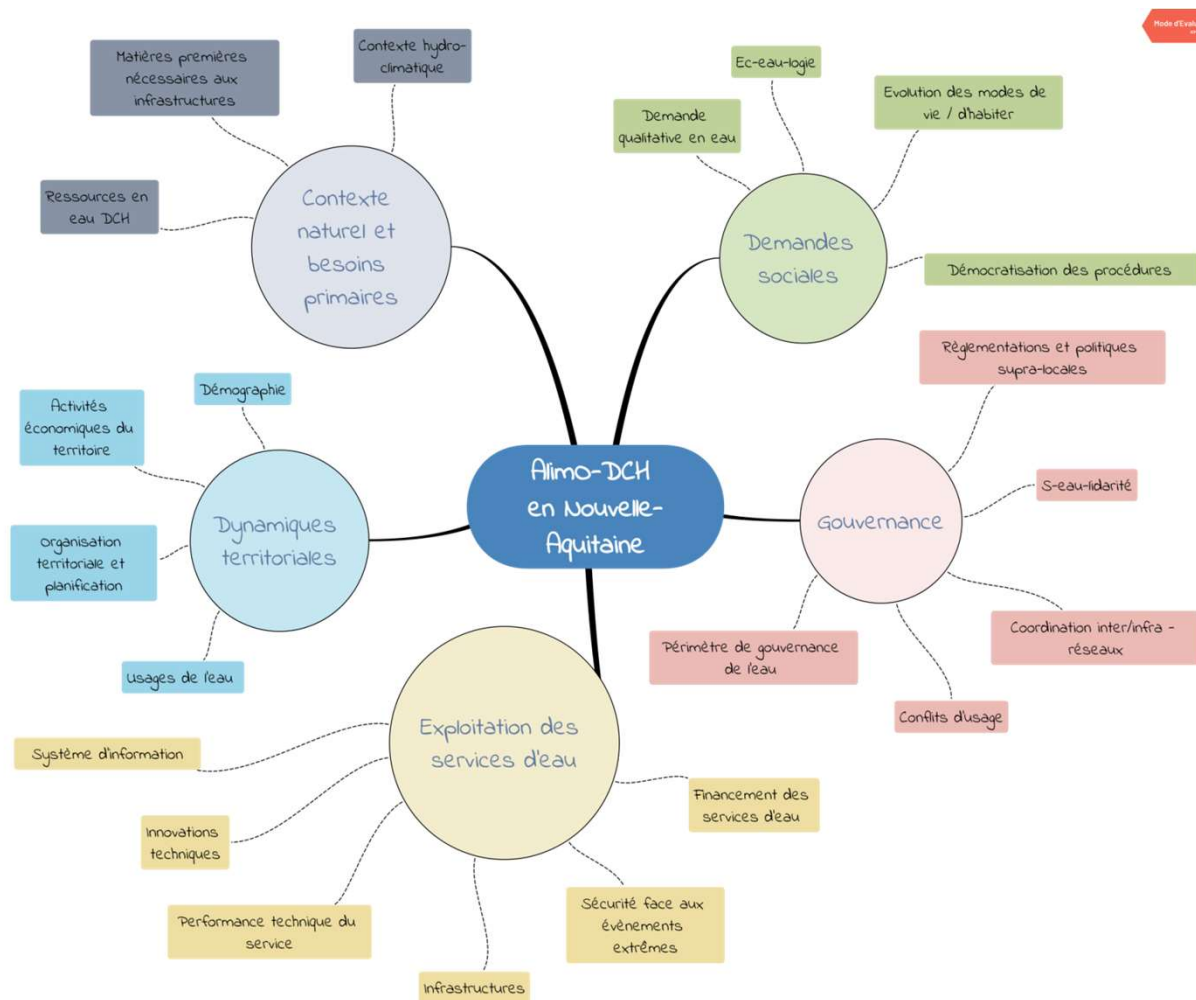 Mode d'Evalu
Contexte hydro-
climatique
Matières premières
nécessaires aux
infrastructures
Ressources en
eau DCH
Contexte
naturel et
besoins
primaires
Ec-eau-logie
Demande
qualitative en eau
Evolution des modes de
vie / d'habiter
Demandes
sociales
Démocratisation des procédures
Règlementations et politiques
supra-locales
S-eau-lidarité
Gouvernance
Coordination inter/infra -
réseaux
Conflits d'usage
Périmètre de gouvernance
de l'eau
Alimo-DCH
en Nouvelle-
Aquitaine
Démographie
Activités
économiques du
territoire
Dynamiques
territoriales
Organisation
territoriale et
planification
Usages de l'eau
Exploitation des
services d'eau
Système d'information
Innovations
techniques
Performance technique du
service
Infrastructures
Sécurité face aux
évènements
extrêmes
Financement des
services d'eau